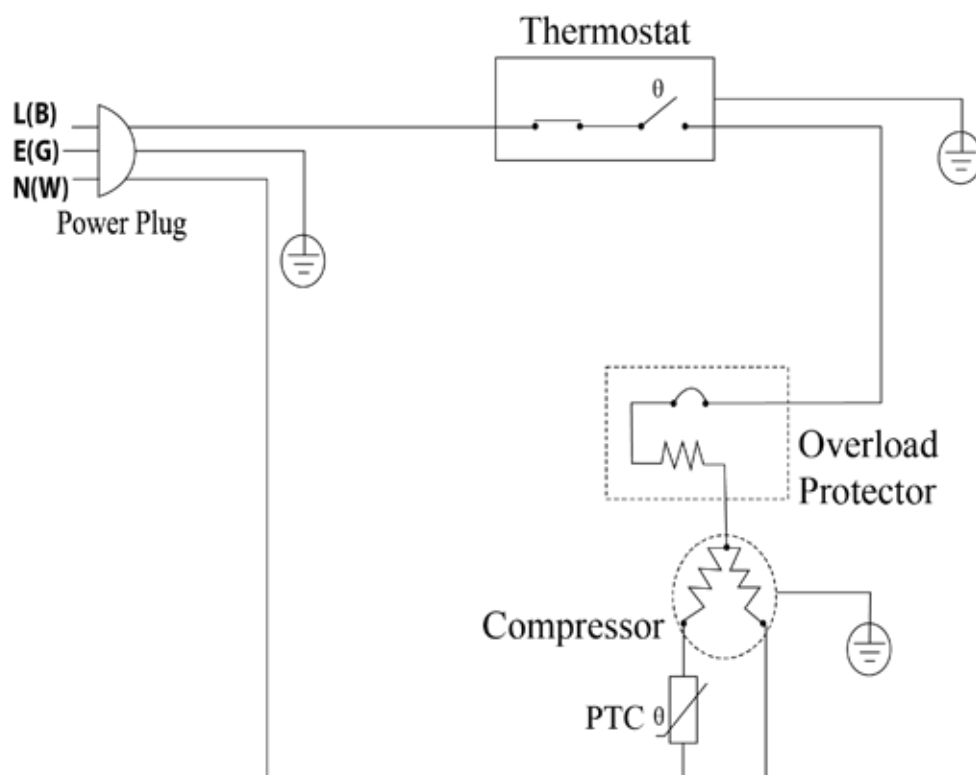 Thermostat
θ
L(B)
E(G)
N(W)
Power Plug
Overload
Protector
Compressor
PTC θ